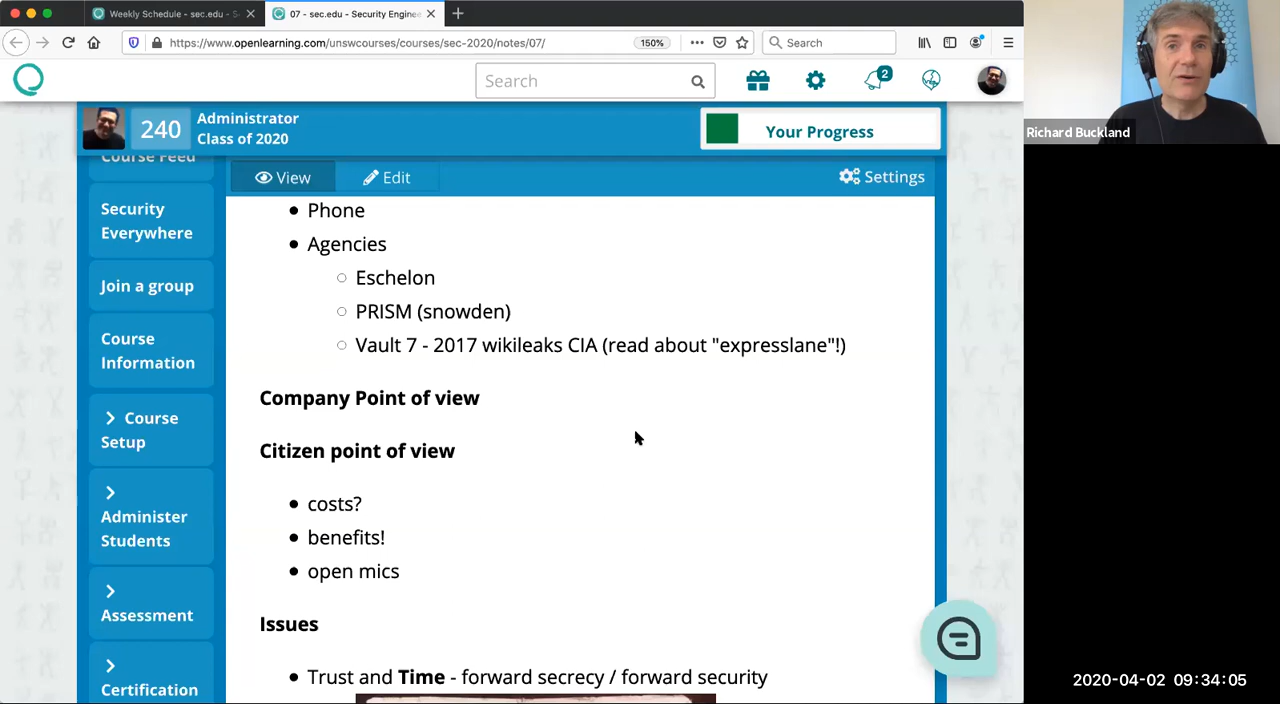 Weekly Schedule - sec.edu - S
07 - sec.edu - Security Engine
https://www.openlearning.com/unswcourses/courses/sec-2020/notes/07/
150%
Search
Search
2
240
Administrator
Class of 2020
Your Progress
Course Feed
Security
Everywhere
Join a group
Course
Information
Course
Setup
Administer
Students
Assessment
Certification
View
Edit
Settings
• Phone
• Agencies
○ Eschelon
○ PRISM (snowden)
○ Vault 7 - 2017 wikileaks CIA (read about "expresslane"!)
Company Point of view
Citizen point of view
• costs?
• benefits!
• open mics
Issues
• Trust and Time - forward secrecy / forward security
Richard Buckland
2020-04-02 09:34:05